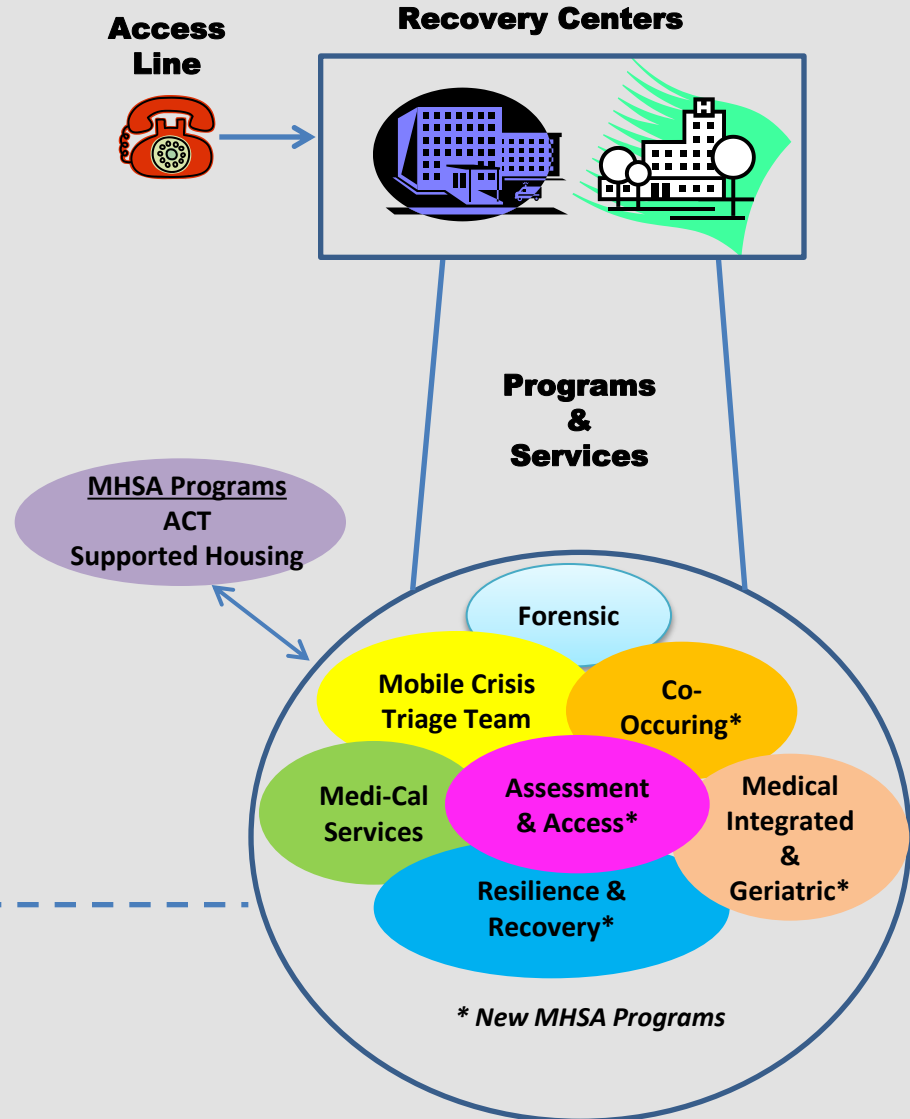 Access
Line
Recovery Centers
H
Programs
&
Services
MHSA Programs
ACT
Supported Housing
Forensic
Mobile Crisis
Triage Team
Co-
Occuring*
Medi-Cal
Services
Assessment
& Access*
Medical
Integrated
&
Geriatric*
Resilience &
Recovery*
* New MHSA Programs